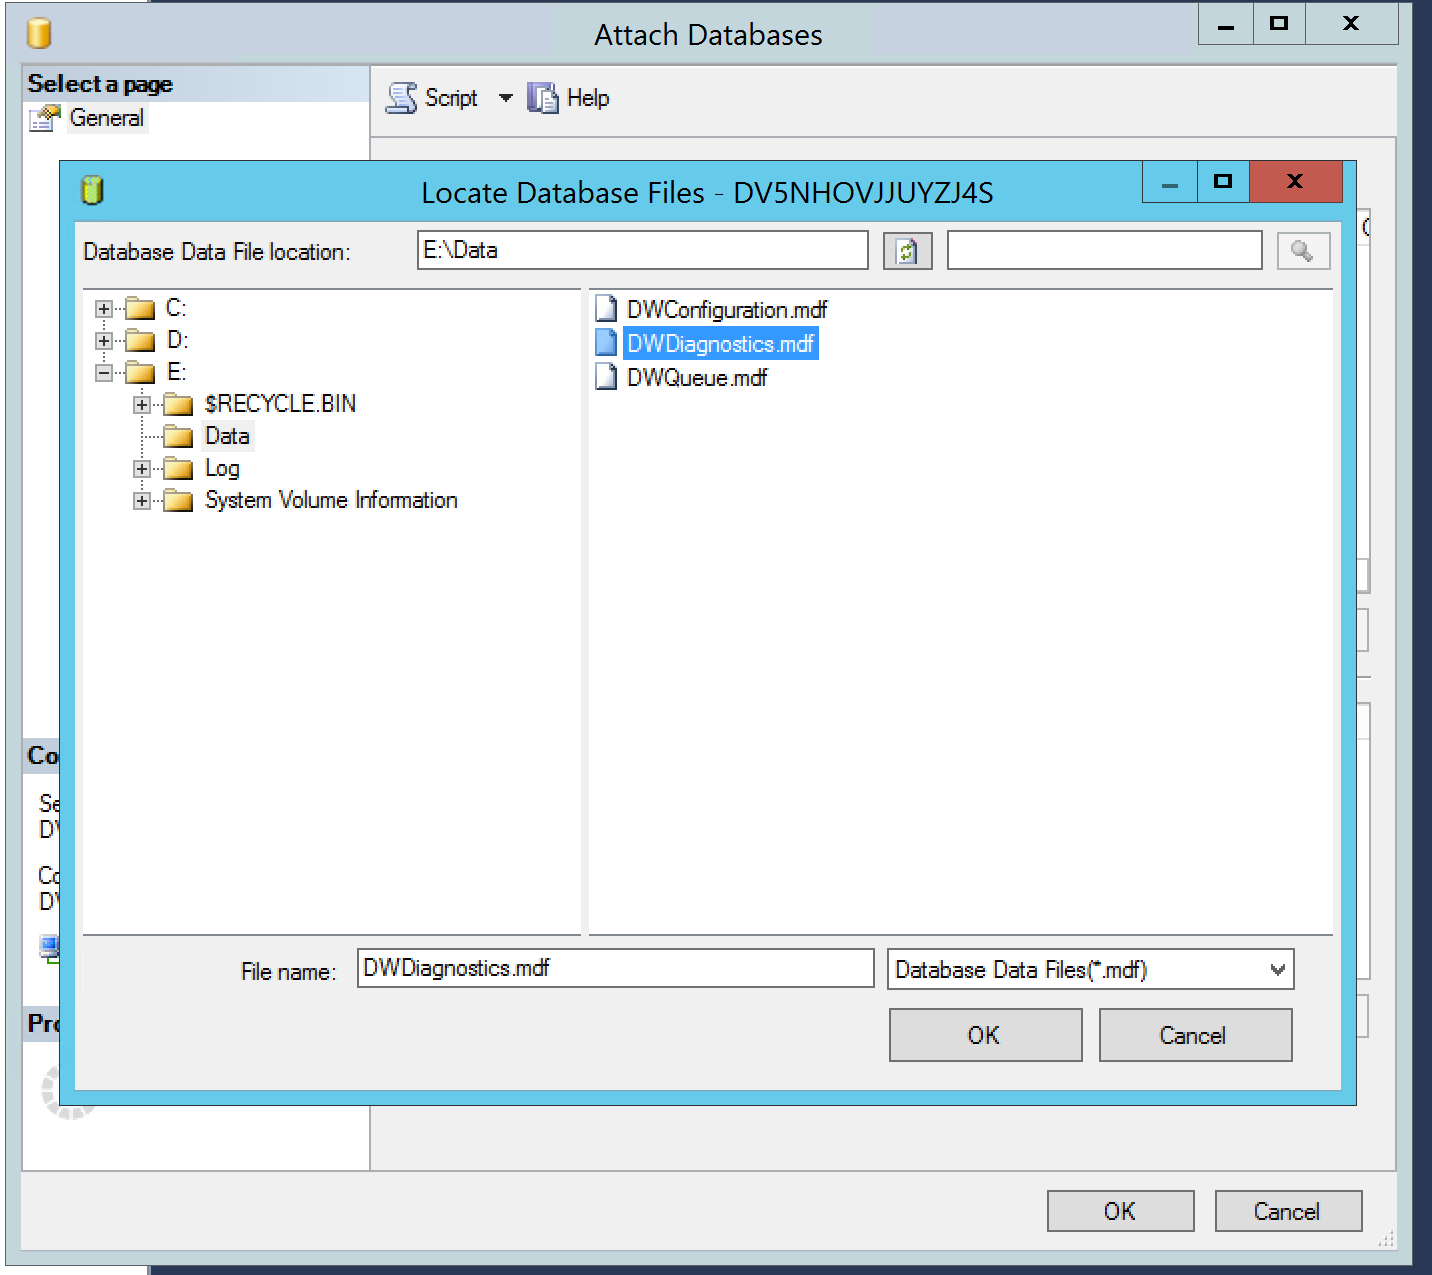 Attach Databases
Select a page
General
Script
Help
Locate Database Files - DV5NHOVJJUYZJ4S
Database Data File location:
E:\Data
C:
D:
E:
$RECYCLE.BIN
Data
Log
System Volume Information
DWConfiguration.mdf
DWDiagnostics.mdf
DWQueue.mdf
Co
Se
Co
Pro
File name:
DWDiagnostics.mdf
Database Data Files(*.mdf)
OK
Cancel
OK
Cancel